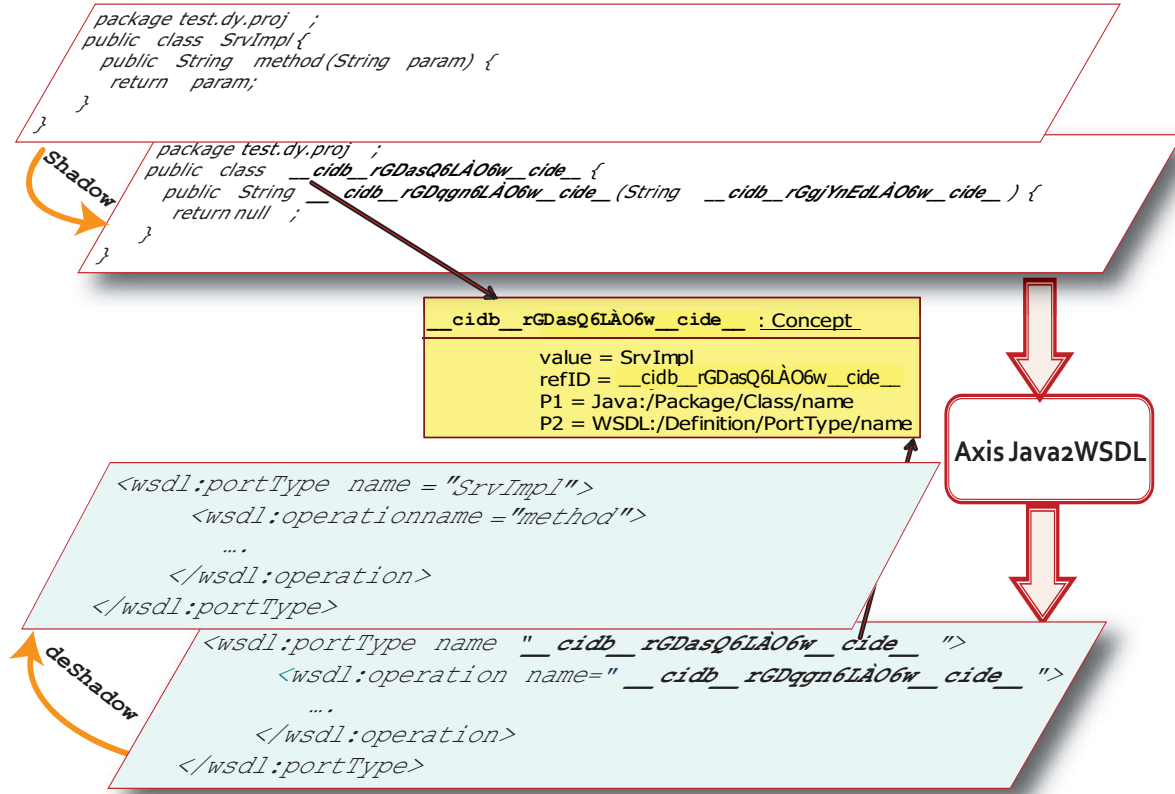 package test.dy.proj ;
public class SrvImpl{
public String method(String param) {
return param;
}
}
Shadow
package test.dy.proj ;
public class __cidb__rGDasQ6LÀO6w__cide__ {
public String __cidb__rGDqgn6LÀO6w__cide__(String __cidb__rGgjYnEdLÀO6w__cide__ ) {
return null ;
}
}
__cidb__rGDasQ6LÀO6w__cide__ : Concept
value = SrvImpl
refID = __cidb__rGDasQ6LÀO6w__cide__
P1 = Java:/Package/Class/name
P2 = WSDL:/Definition/PortType/name
Axis Java2WSDL
<wsdl:portType name = "SrvImpl">
<wsdl:operationname ="method">
….
</wsdl:operation>
</wsdl:portType>
deShadow
<wsdl:portType name "__cidb__rGDasQ6LÀO6w__cide__ ">
<wsdl:operation name="__cidb__rGDqgn6LÀO6w__cide__ ">
….
</wsdl:operation>
</wsdl:portType>